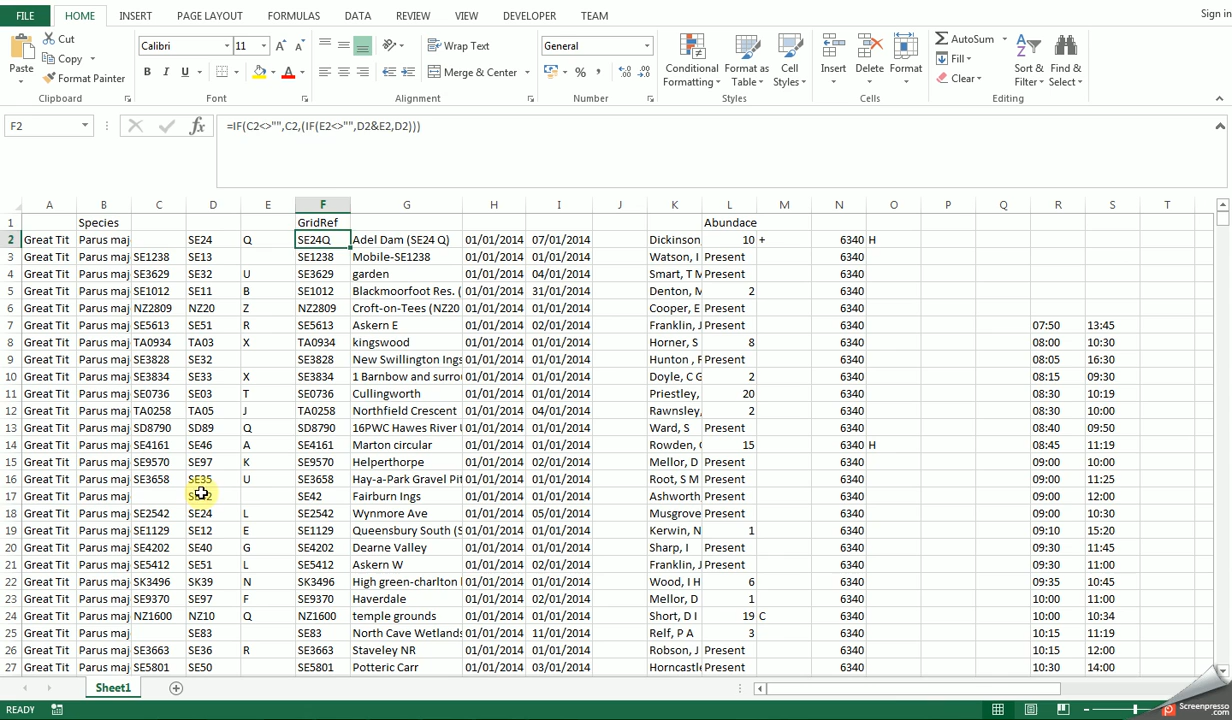 FILE HOME INSERT PAGE LAYOUT FORMULAS DATA REVIEW VIEW DEVELOPER TEAM Sign in
Paste Cut Copy Format Painter
Calibri 11 Wrap Text General
B I U Merge & Center % ,
Conditional Formatting Format as Table Cell Styles Insert Delete Format
AutoSum Fill Clear Sort & Filter Find & Select
Clipboard Font Alignment Number Styles Cells Editing
F2 fx =IF(C2<>"",C2,(IF(E2<>"",D2&E2,D2)))
A B C D E F G H I J K L M N O P Q R S T
1 Species GridRef Abundace
2 Great Tit Parus maj SE24 Q SE24Q Adel Dam (SE24 Q) 01/01/2014 07/01/2014 Dickinson, 10 + 6340 H
3 Great Tit Parus maj SE1238 SE13 SE1238 Mobile-SE1238 01/01/2014 01/01/2014 Watson, I Present 6340
4 Great Tit Parus maj SE3629 SE32 U SE3629 garden 01/01/2014 04/01/2014 Smart, T M Present 6340
5 Great Tit Parus maj SE1012 SE11 B SE1012 Blackmoorfoot Res. ( 01/01/2014 31/01/2014 Denton, M 2 6340
6 Great Tit Parus maj NZ2809 NZ20 Z NZ2809 Croft-on-Tees (NZ20 01/01/2014 01/01/2014 Cooper, E Present 6340
7 Great Tit Parus maj SE5613 SE51 R SE5613 Askern E 01/01/2014 02/01/2014 Franklin, J Present 6340 07:50 13:45
8 Great Tit Parus maj TA0934 TA03 X TA0934 kingswood 01/01/2014 01/01/2014 Horner, S 8 6340 08:00 10:30
9 Great Tit Parus maj SE3828 SE32 SE3828 New Swillington Ings 01/01/2014 01/01/2014 Hunton , P Present 6340 08:05 16:30
10 Great Tit Parus maj SE3834 SE33 X SE3834 1 Barnbow and surro 01/01/2014 01/01/2014 Doyle, C G 2 6340 08:15 09:30
11 Great Tit Parus maj SE0736 SE03 T SE0736 Cullingworth 01/01/2014 01/01/2014 Priestley, 20 6340 08:30 10:19
12 Great Tit Parus maj TA0258 TA05 J TA0258 Northfield Crescent 01/01/2014 04/01/2014 Rawnsley, 2 6340 08:30 10:00
13 Great Tit Parus maj SD8790 SD89 Q SD8790 16PWC Hawes River U 01/01/2014 01/01/2014 Ward, S Present 6340 08:40 09:50
14 Great Tit Parus maj SE4161 SE46 A SE4161 Marton circular 01/01/2014 01/01/2014 Rowden, C 15 6340 H 08:45 11:19
15 Great Tit Parus maj SE9570 SE97 K SE9570 Helperthorpe 01/01/2014 02/01/2014 Mellor, D Present 6340 09:00 10:00
16 Great Tit Parus maj SE3658 SE35 U SE3658 Hay-a-Park Gravel Pit 01/01/2014 01/01/2014 Root, S M Present 6340 09:00 11:25
17 Great Tit Parus maj SE42 Fairburn Ings 01/01/2014 01/01/2014 Ashworth Present 6340 09:00 12:00
18 Great Tit Parus maj SE2542 SE24 L SE2542 Wynmore Ave 01/01/2014 05/01/2014 Musgrove Present 6340 09:00 10:30
19 Great Tit Parus maj SE1129 SE12 E SE1129 Queensbury South (S 01/01/2014 01/01/2014 Kerwin, N 1 6340 09:10 15:20
20 Great Tit Parus maj SE4202 SE40 G SE4202 Dearne Valley 01/01/2014 01/01/2014 Sharp, I Present 6340 09:30 11:45
21 Great Tit Parus maj SE5412 SE51 L SE5412 Askern W 01/01/2014 02/01/2014 Franklin, J Present 6340 09:30 11:00
22 Great Tit Parus maj SK3496 SK39 N SK3496 High green-charlton 01/01/2014 01/01/2014 Wood, I H 6 6340 09:35 10:45
23 Great Tit Parus maj SE9370 SE97 F SE9370 Haverdale 01/01/2014 02/01/2014 Mellor, D 1 6340 10:00 11:00
24 Great Tit Parus maj NZ1600 NZ10 Q NZ1600 temple grounds 01/01/2014 01/01/2014 Short, D I 19 C 6340 10:00 10:34
25 Great Tit Parus maj SE83 SE83 North Cave Wetlands 01/01/2014 11/01/2014 Relf, P A 3 6340 10:15 11:19
26 Great Tit Parus maj SE3663 SE36 R SE3663 Staveley NR 01/01/2014 01/01/2014 Robson, J Present 6340 10:15 12:00
27 Great Tit Parus maj SE5801 SE50 SE5801 Potteric Carr 01/01/2014 03/01/2014 Horncastle Present 6340 10:30 14:00
Sheet1
READY
Screenpresso.com